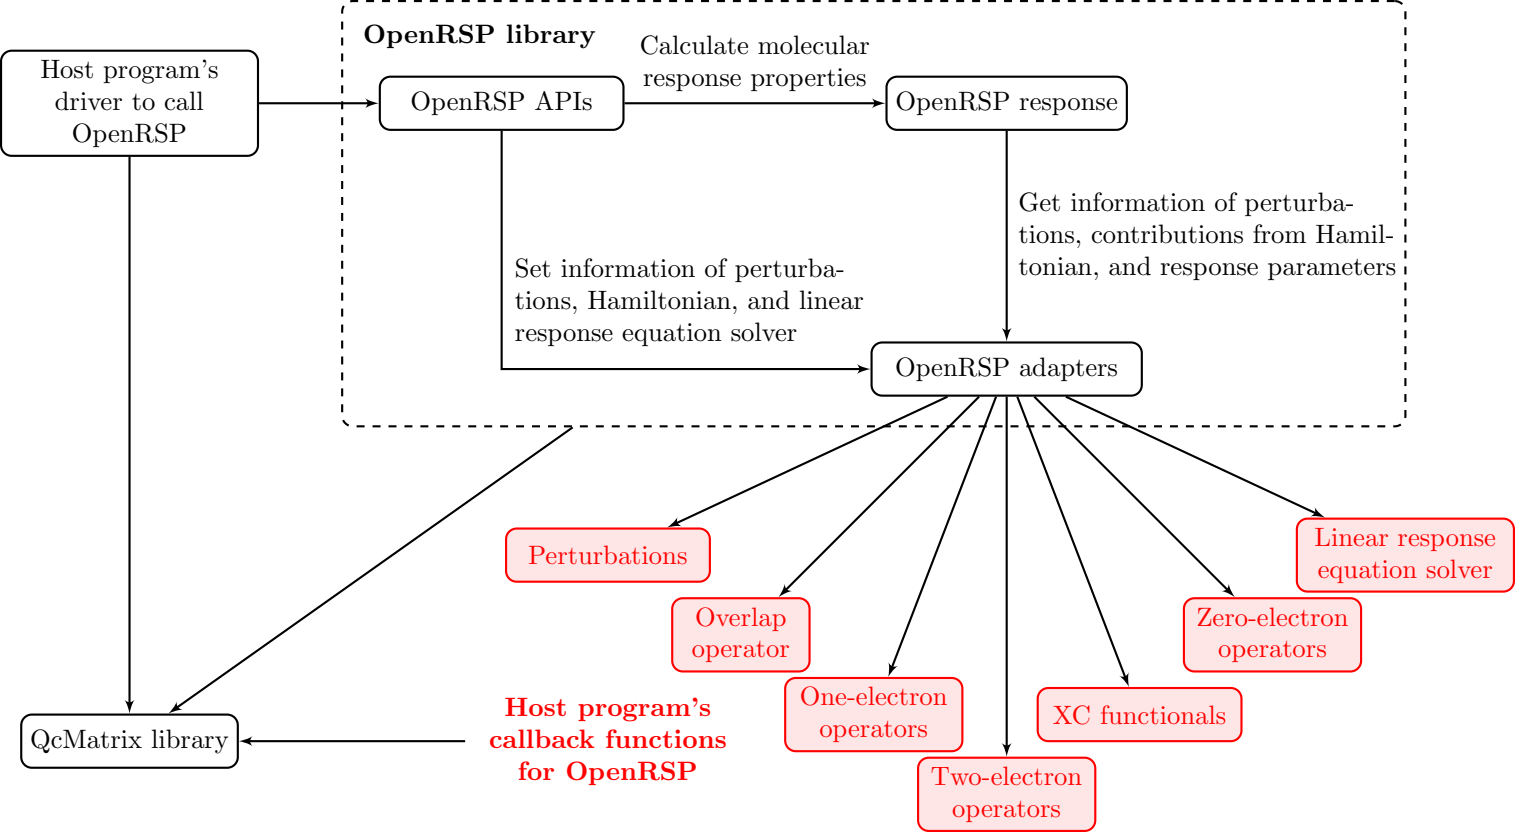 OpenRSP library
Host program's
driver to call
OpenRSP
OpenRSP APIs
Calculate molecular
response properties
OpenRSP response
Get information of perturba-
tions, contributions from Hamil-
tonian, and response parameters
Set information of perturba-
tions, Hamiltonian, and linear
response equation solver
OpenRSP adapters
Perturbations
Overlap
operator
One-electron
operators
Two-electron
operators
XC functionals
Zero-electron
operators
Linear response
equation solver
QcMatrix library
Host program's
callback functions
for OpenRSP